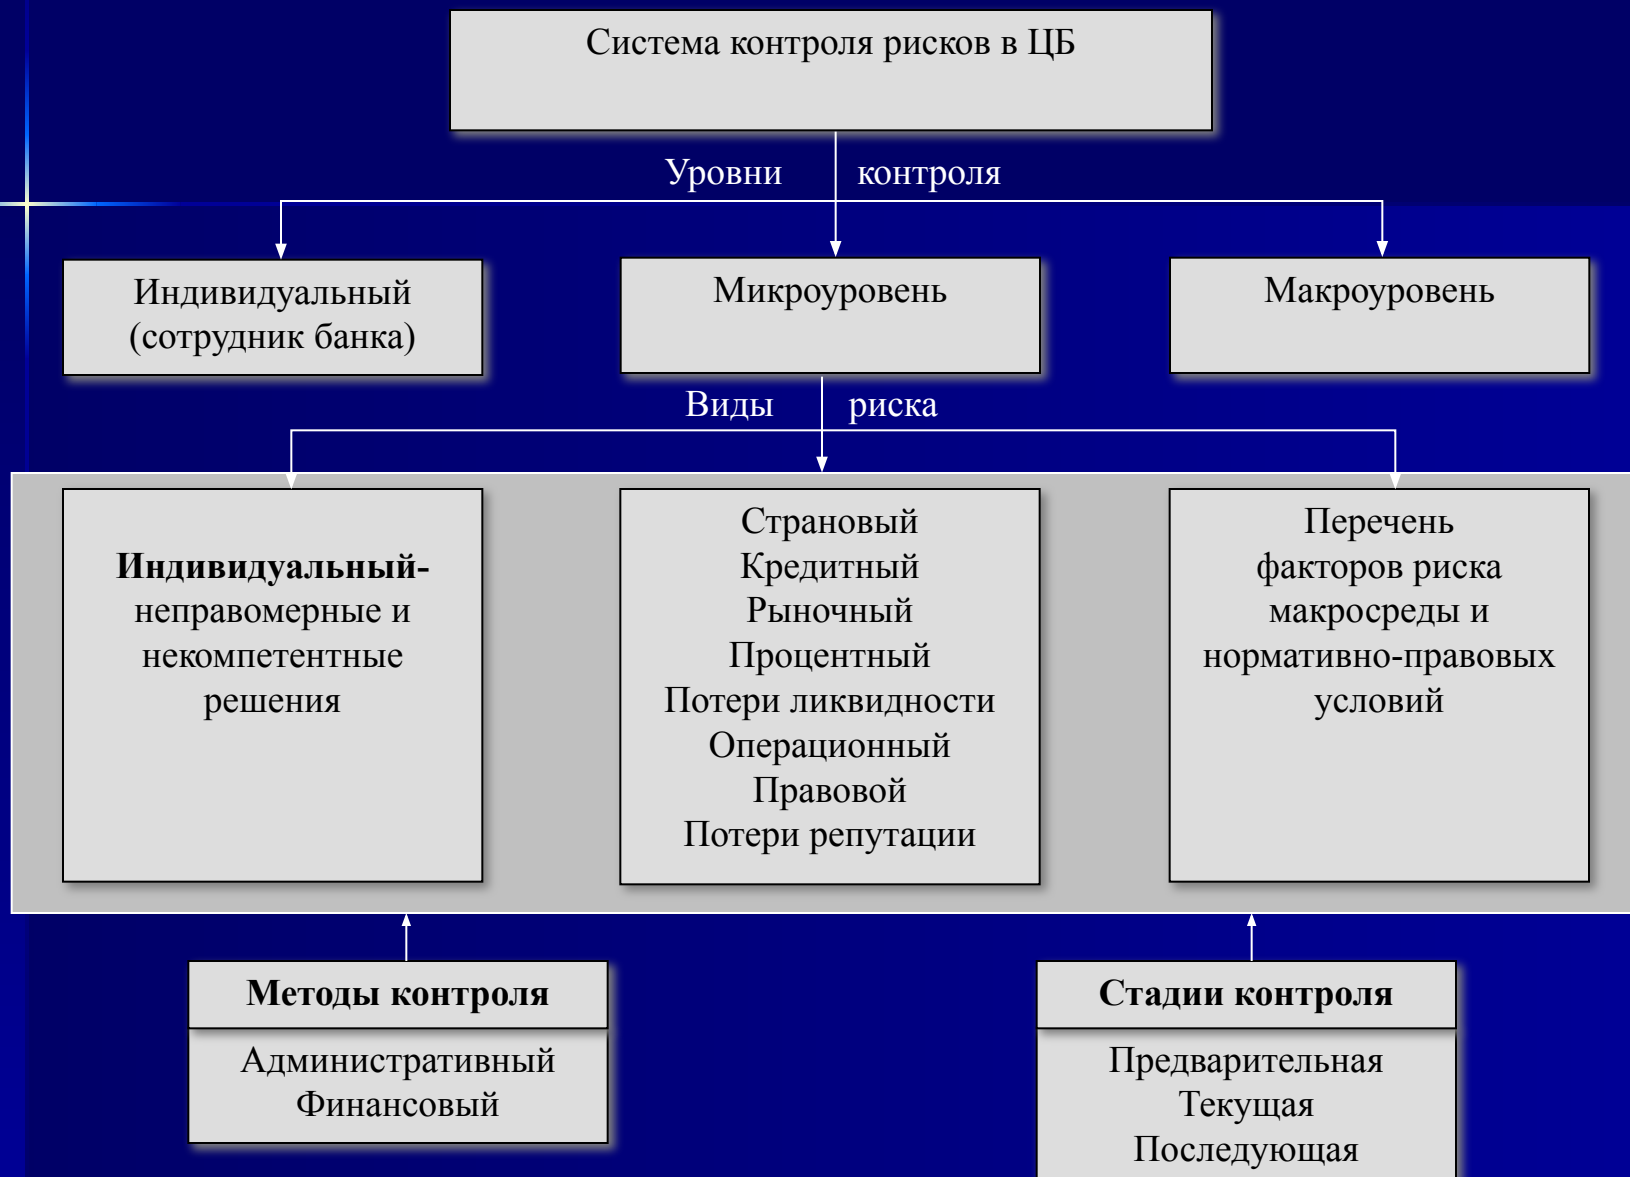 Система контроля рисков в ЦБ
Уровни контроля
Индивидуальный
(сотрудник банка)
Микроуровень
Макроуровень
Виды риска
Индивидуальный-
неправомерные и
некомпетентные
решения
Страновый
Кредитный
Рыночный
Процентный
Потери ликвидности
Операционный
Правовой
Потери репутации
Перечень
факторов риска
макросреды и
нормативно-правовых
условий
Методы контроля
Административный
Финансовый
Стадии контроля
Предварительная
Текущая
Последующая